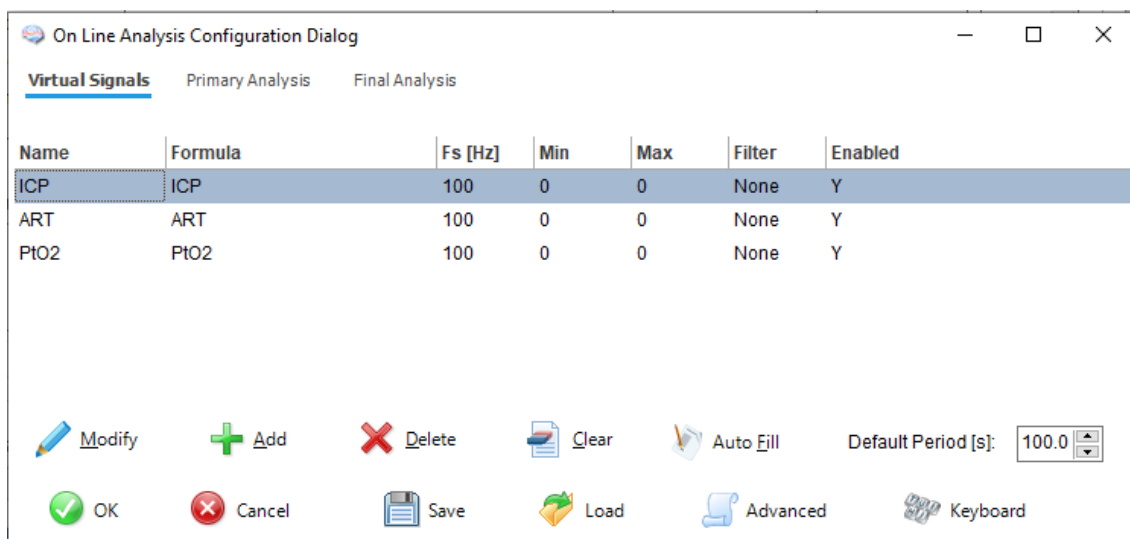 On Line Analysis Configuration Dialog
Virtual Signals Primary Analysis Final Analysis
Name Formula Fs [Hz] Min Max Filter Enabled
ICP ICP 100 0 0 None Y
ART ART 100 0 0 None Y
PtO2 PtO2 100 0 0 None Y
Modify Add Delete Clear Auto Fill Default Period [s]: 100.0
OK Cancel Save Load Advanced Keyboard